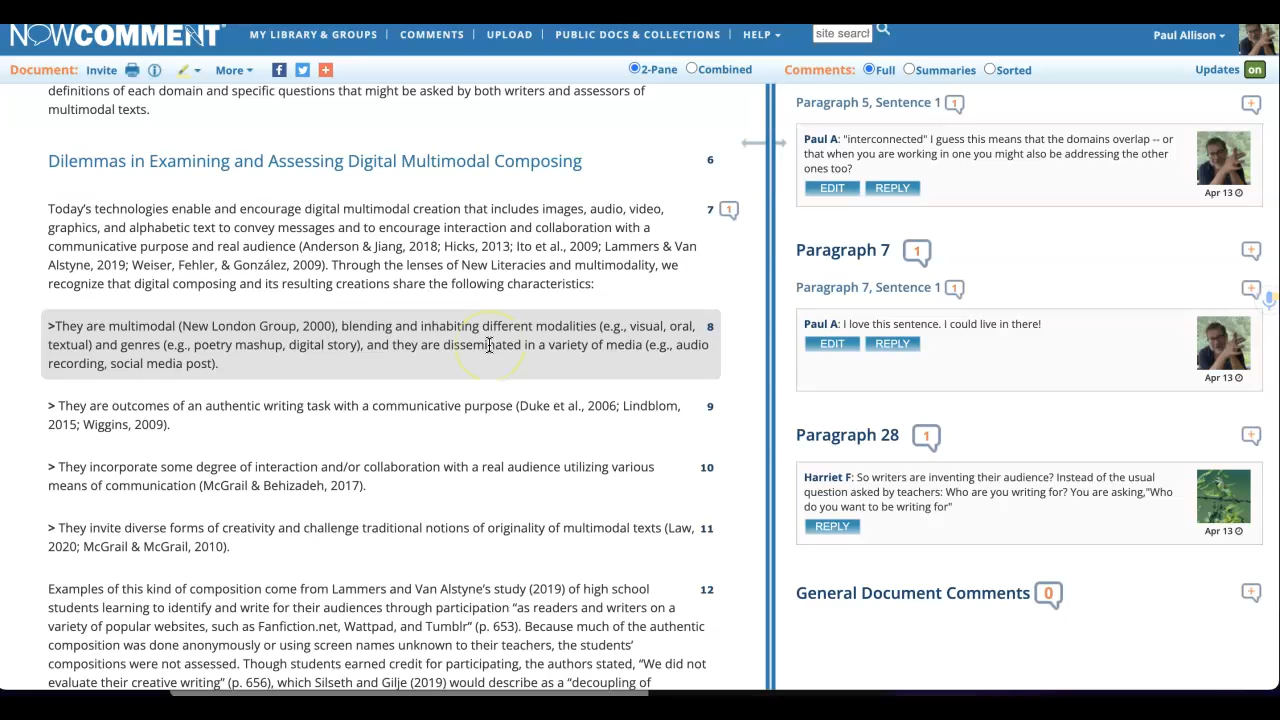 NOWCOMMENT®
MY LIBRARY & GROUPS | COMMENTS | UPLOAD | PUBLIC DOCS & COLLECTIONS | HELP
site search
Paul Allison
Document: Invite More
2-Pane Combined
Comments: Full Summaries Sorted
Updates on
definitions of each domain and specific questions that might be asked by both writers and assessors of
multimodal texts.
Dilemmas in Examining and Assessing Digital Multimodal Composing 6
Today’s technologies enable and encourage digital multimodal creation that includes images, audio, video, 7 1
graphics, and alphabetic text to convey messages and to encourage interaction and collaboration with a
communicative purpose and real audience (Anderson & Jiang, 2018; Hicks, 2013; Ito et al., 2009; Lammers & Van
Alstyne, 2019; Weiser, Fehler, & González, 2009). Through the lenses of New Literacies and multimodality, we
recognize that digital composing and its resulting creations share the following characteristics:
>They are multimodal (New London Group, 2000), blending and inhabiting different modalities (e.g., visual, oral, 8
textual) and genres (e.g., poetry mashup, digital story), and they are disseminated in a variety of media (e.g., audio
recording, social media post).
> They are outcomes of an authentic writing task with a communicative purpose (Duke et al., 2006; Lindblom, 9
2015; Wiggins, 2009).
> They incorporate some degree of interaction and/or collaboration with a real audience utilizing various 10
means of communication (McGrail & Behizadeh, 2017).
> They invite diverse forms of creativity and challenge traditional notions of originality of multimodal texts (Law, 11
2020; McGrail & McGrail, 2010).
Examples of this kind of composition come from Lammers and Van Alstyne’s study (2019) of high school 12
students learning to identify and write for their audiences through participation “as readers and writers on a
variety of popular websites, such as Fanfiction.net, Wattpad, and Tumblr” (p. 653). Because much of the authentic
composition was done anonymously or using screen names unknown to their teachers, the students’
compositions were not assessed. Though students earned credit for participating, the authors stated, “We did not
evaluate their creative writing” (p. 656), which Silseth and Gilje (2019) would describe as a “decoupling of
Paragraph 5, Sentence 1 1
Paul A: "interconnected" I guess this means that the domains overlap -- or
that when you are working in one you might also be addressing the other
ones too?
EDIT REPLY
Apr 13
Paragraph 7 1
Paragraph 7, Sentence 1 1
Paul A: I love this sentence. I could live in there!
EDIT REPLY
Apr 13
Paragraph 28 1
Harriet F: So writers are inventing their audience? Instead of the usual
question asked by teachers: Who are you writing for? You are asking,"Who
do you want to be writing for"
REPLY
Apr 13
General Document Comments 0